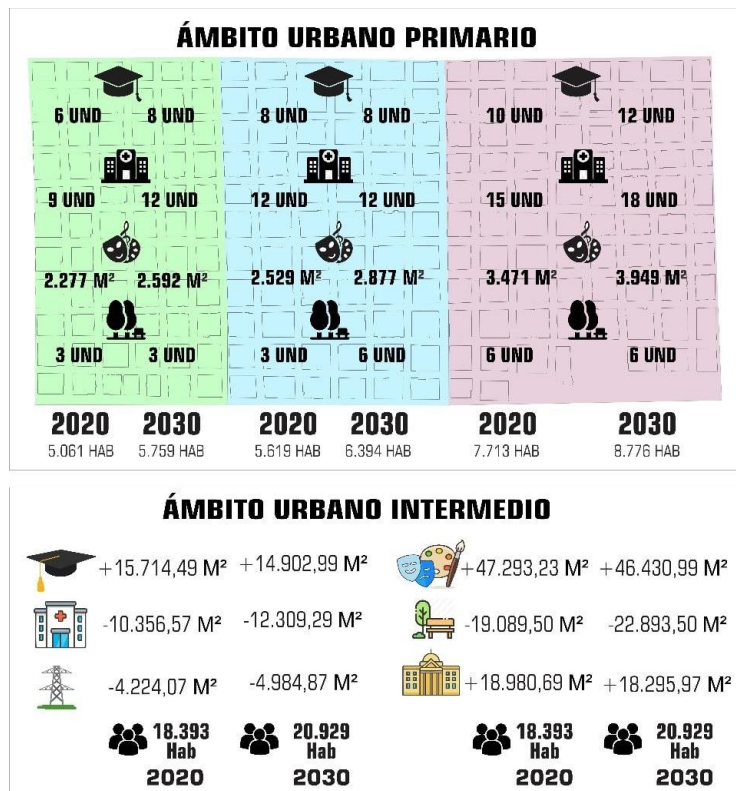 ÁMBITO URBANO PRIMARIO
6 UND 8 UND 8 UND 8 UND 10 UND 12 UND
9 UND 12 UND 12 UND 12 UND 15 UND 18 UND
2.277 M² 2.592 M² 2.529 M² 2.877 M² 3.471 M² 3.949 M²
3 UND 3 UND 3 UND 6 UND 6 UND 6 UND
2020 2030 2020 2030 2020 2030
5.061 HAB 5.759 HAB 5.619 HAB 6.394 HAB 7.713 HAB 8.776 HAB
ÁMBITO URBANO INTERMEDIO
+15.714,49 M² +14.902,99 M² +47.293,23 M² +46.430,99 M²
-10.356,57 M² -12.309,29 M² -19.089,50 M² -22.893,50 M²
-4.224,07 M² -4.984,87 M² +18.980,69 M² +18.295,97 M²
18.393 20.929 18.393 20.929
Hab Hab Hab Hab
2020 2030 2020 2030